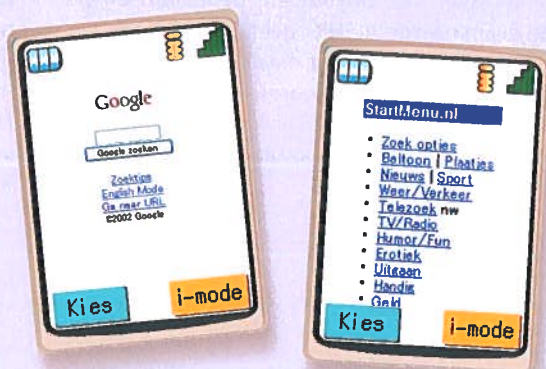 Google
Google zoeken
Zoektips
English Mode
Ga naar URL
©2002 Google
Kies
i-mode
StartMenu.nl
• Zoek opties
• Beltoon | Plaatjes
• Nieuws | Sport
• Weer/Verkeer
• Telezoek nw
• TV/Radio
• Humor/Fun
• Erotiek
• Uitgaan
• Handig
• Geld
Kies
i-mode